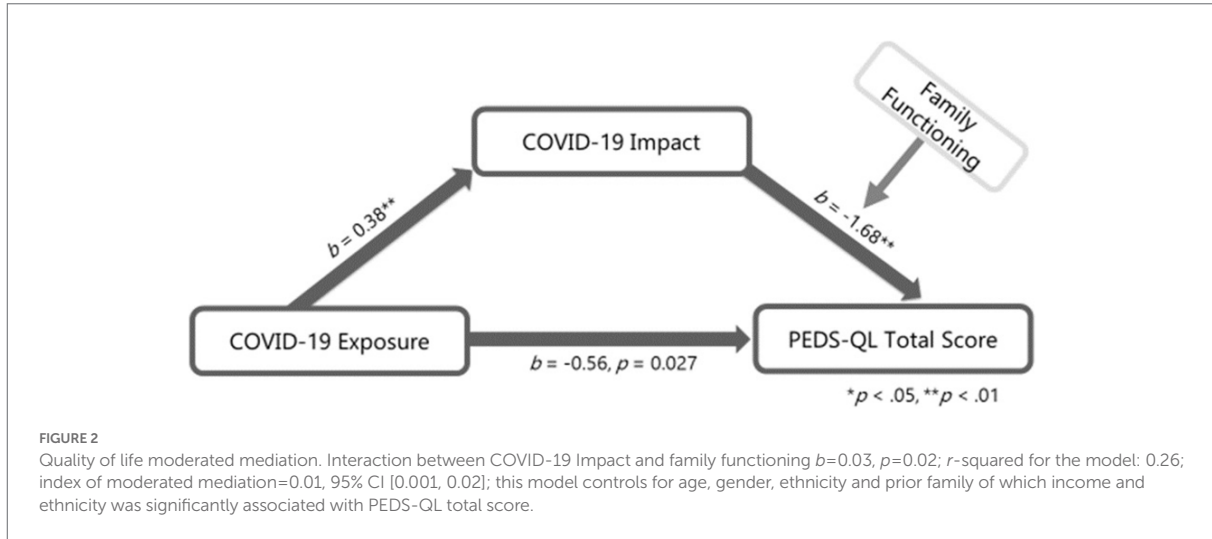 Family
Functioning
COVID-19 Impact
b = 0.38**
b = -1.68**
COVID-19 Exposure
PEDS-QL Total Score
b = -0.56, p = 0.027
*p < .05, **p < .01
FIGURE 2
Quality of life moderated mediation. Interaction between COVID-19 Impact and family functioning b=0.03, p=0.02; r-squared for the model: 0.26;
index of moderated mediation=0.01, 95% CI [0.001, 0.02]; this model controls for age, gender, ethnicity and prior family of which income and
ethnicity was significantly associated with PEDS-QL total score.